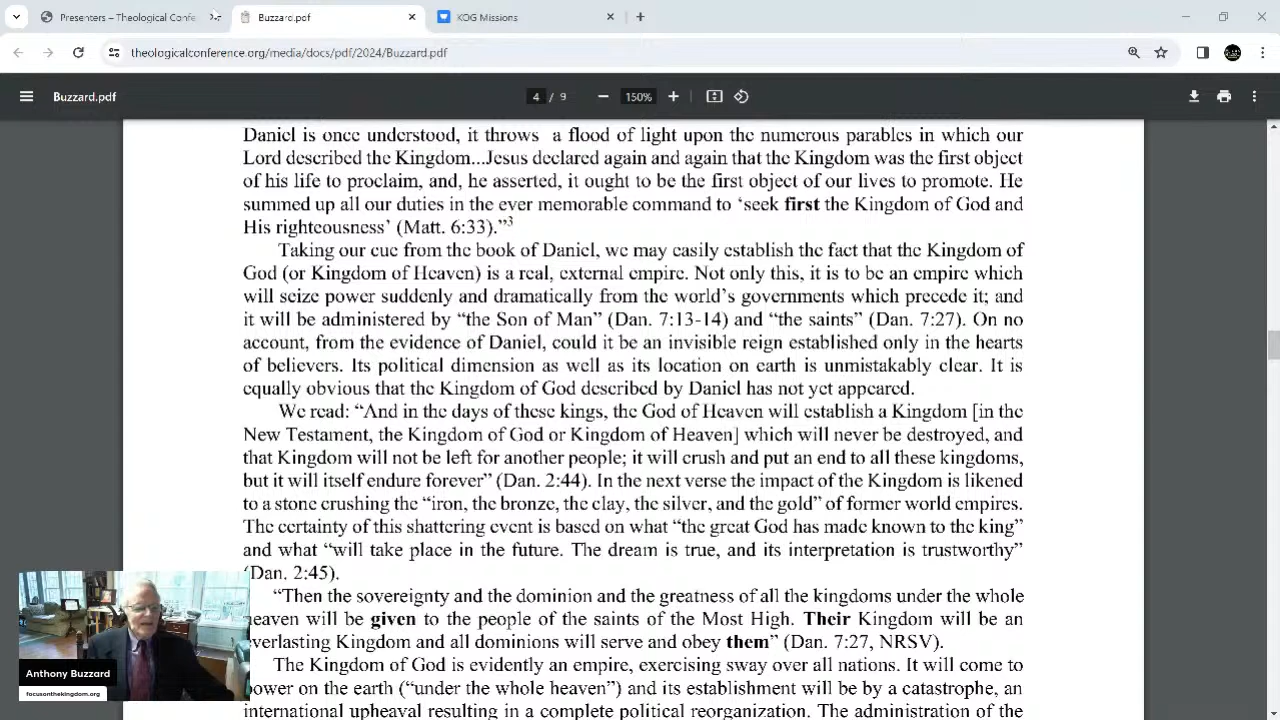 Presenters – Theological Confe
Buzzard.pdf
KOG Missions
theologicalconference.org/media/docs/pdf/2024/Buzzard.pdf
Buzzard.pdf
4 / 9
150%
Daniel is once understood, it throws a flood of light upon the numerous parables in which our
Lord described the Kingdom...Jesus declared again and again that the Kingdom was the first object
of his life to proclaim, and, he asserted, it ought to be the first object of our lives to promote. He
summed up all our duties in the ever memorable command to ‘seek first the Kingdom of God and
His righteousness’ (Matt. 6:33).”3
Taking our cue from the book of Daniel, we may easily establish the fact that the Kingdom of
God (or Kingdom of Heaven) is a real, external empire. Not only this, it is to be an empire which
will seize power suddenly and dramatically from the world’s governments which precede it; and
it will be administered by “the Son of Man” (Dan. 7:13-14) and “the saints” (Dan. 7:27). On no
account, from the evidence of Daniel, could it be an invisible reign established only in the hearts
of believers. Its political dimension as well as its location on earth is unmistakably clear. It is
equally obvious that the Kingdom of God described by Daniel has not yet appeared.
We read: “And in the days of these kings, the God of Heaven will establish a Kingdom [in the
New Testament, the Kingdom of God or Kingdom of Heaven] which will never be destroyed, and
that Kingdom will not be left for another people; it will crush and put an end to all these kingdoms,
but it will itself endure forever” (Dan. 2:44). In the next verse the impact of the Kingdom is likened
to a stone crushing the “iron, the bronze, the clay, the silver, and the gold” of former world empires.
The certainty of this shattering event is based on what “the great God has made known to the king”
and what “will take place in the future. The dream is true, and its interpretation is trustworthy”
(Dan. 2:45).
“Then the sovereignty and the dominion and the greatness of all the kingdoms under the whole
heaven will be given to the people of the saints of the Most High. Their Kingdom will be an
everlasting Kingdom and all dominions will serve and obey them” (Dan. 7:27, NRSV).
The Kingdom of God is evidently an empire, exercising sway over all nations. It will come to
power on the earth (“under the whole heaven”) and its establishment will be by a catastrophe, an
international upheaval resulting in a complete political reorganization. The administration of the
Anthony Buzzard
focusonthekingdom.org